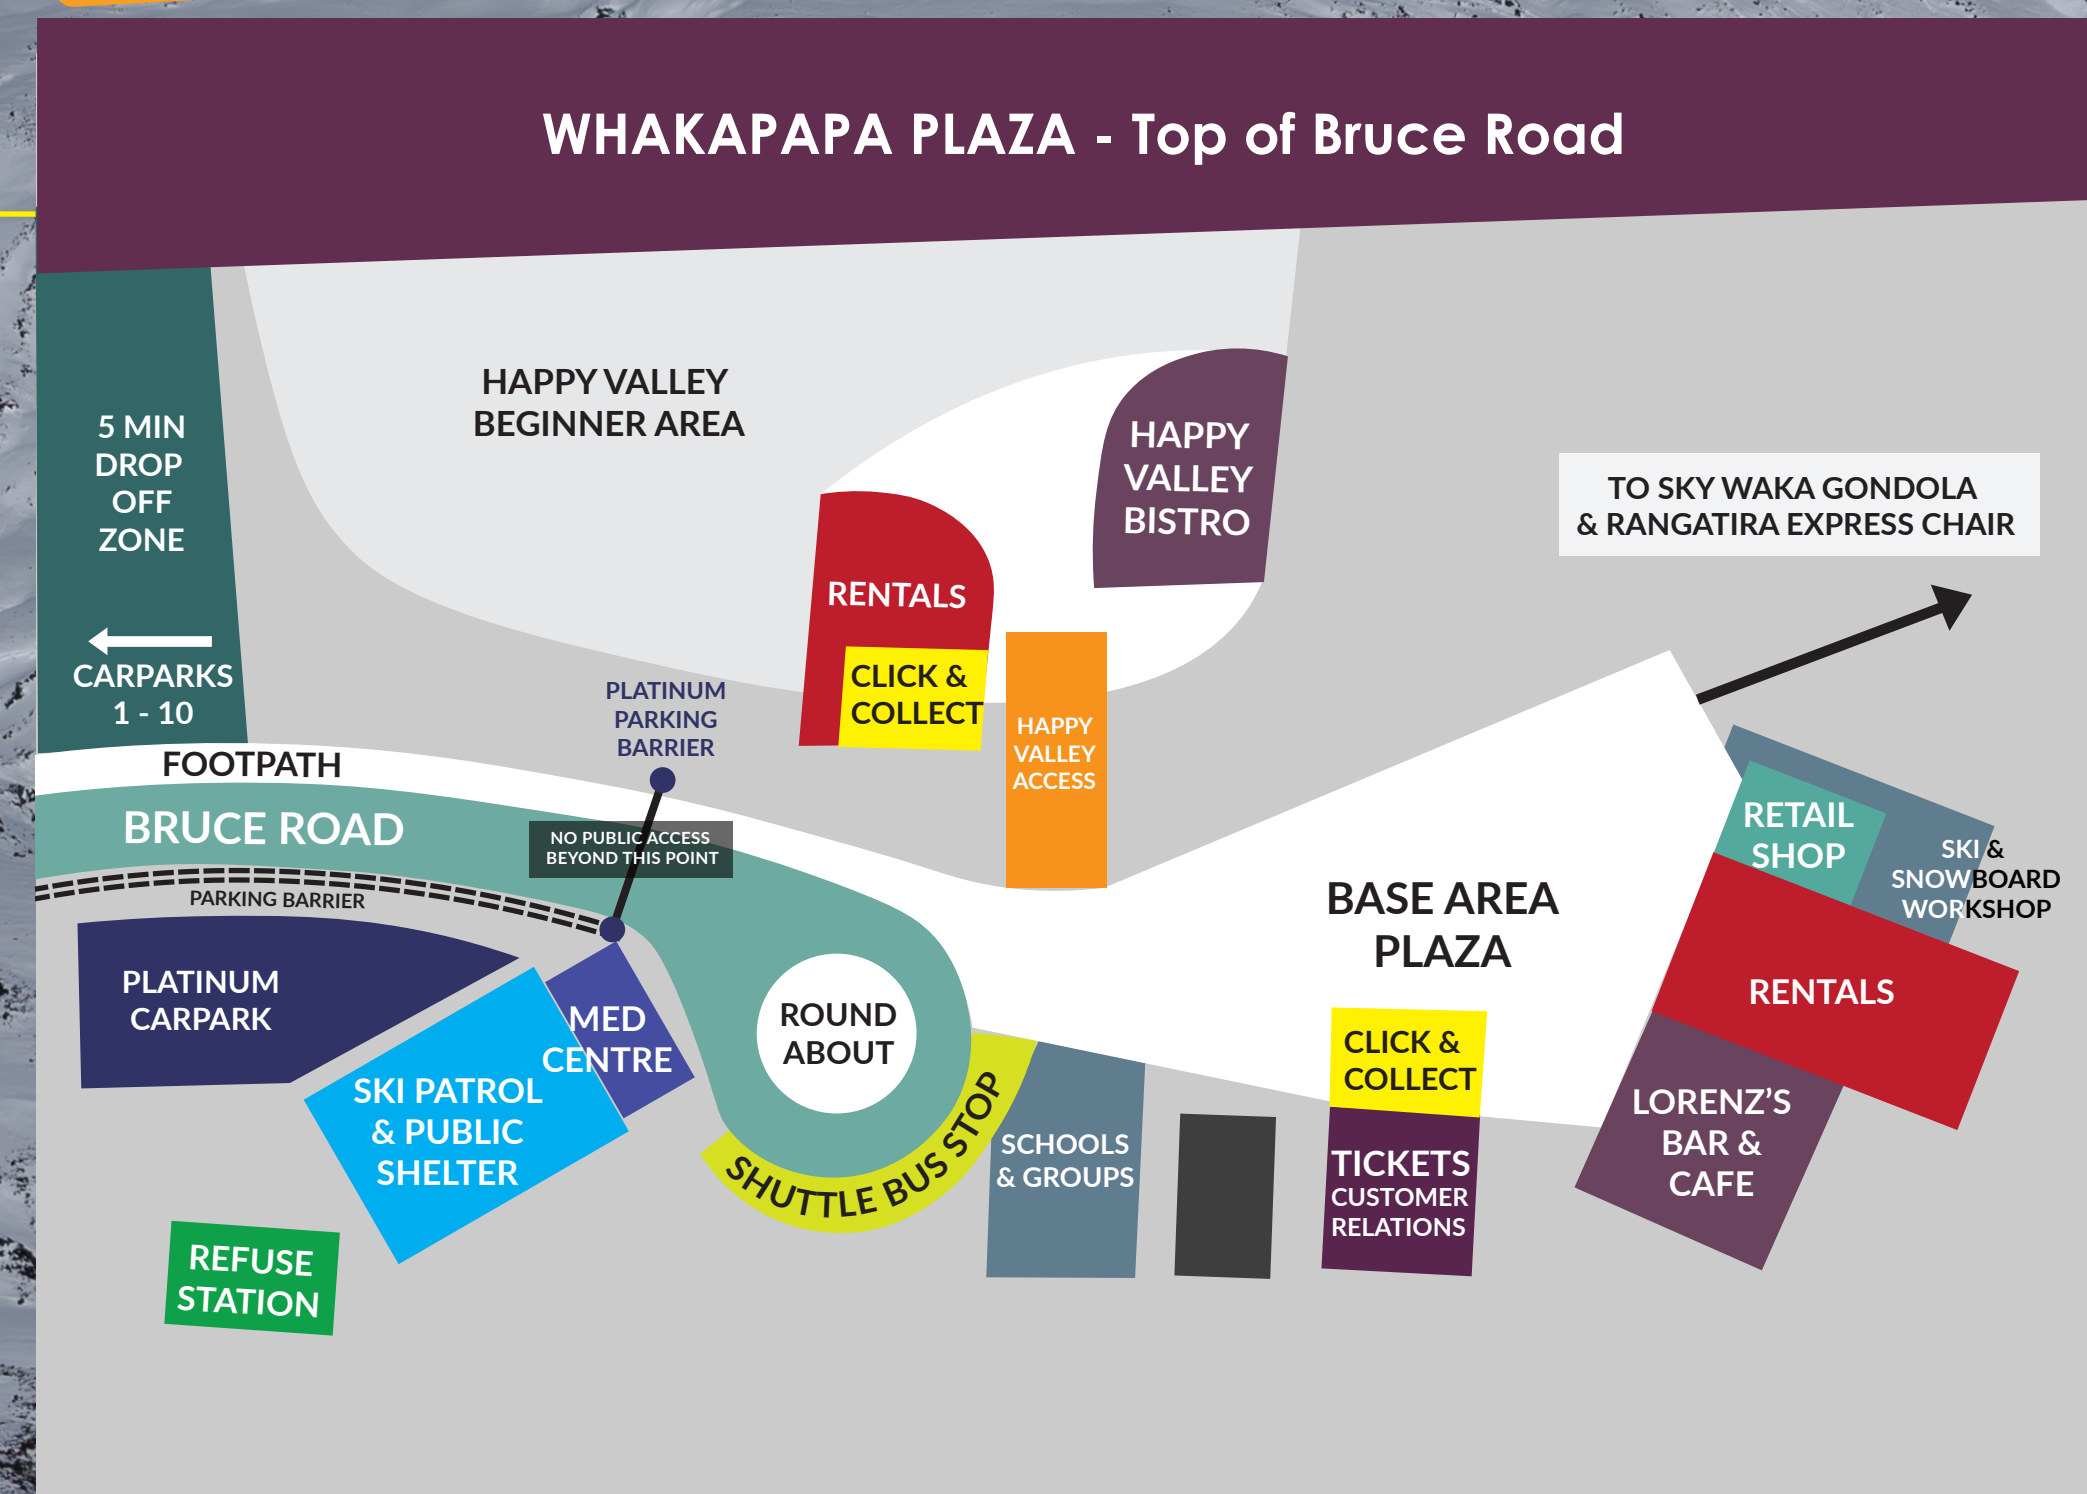 WHAKAPAPA PLAZA - Top of Bruce Road
HAPPY VALLEY
BEGINNER AREA
5 MIN
DROP
OFF
ZONE
CARPARKS
1 - 10
HAPPY
VALLEY
BISTRO
TO SKY WAKA GONDOLA
& RANGATIRA EXPRESS CHAIR
RENTALS
CLICK &
COLLECT
HAPPY
VALLEY
ACCESS
PLATINUM
PARKING
BARRIER
FOOTPATH
BRUCE ROAD
NO PUBLIC ACCESS
BEYOND THIS POINT
PARKING BARRIER
PLATINUM
CARPARK
MED
CENTRE
SKI PATROL
& PUBLIC
SHELTER
REFUSE
STATION
ROUND
ABOUT
SHUTTLE BUS STOP
SCHOOLS
& GROUPS
BASE AREA
PLAZA
CLICK &
COLLECT
TICKETS
CUSTOMER
RELATIONS
RETAIL
SHOP
SKI &
SNOWBOARD
WORKSHOP
RENTALS
LORENZ'S
BAR &
CAFE